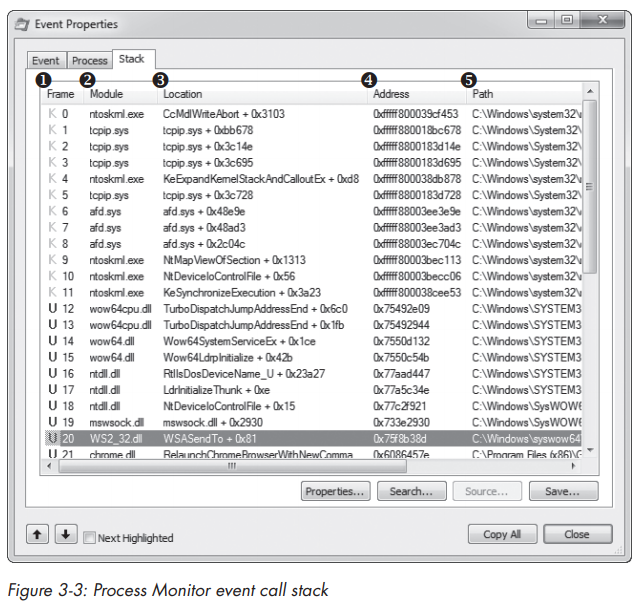 Event Properties
Event Process Stack
1 2 3 4 5
Frame Module Location Address Path
K 0 ntoskrnl.exe CcMdlWriteAbort + 0x3103 0xfffff800039cf453 C:\Windows\system32\
K 1 tcpip.sys tcpip.sys + 0xbb678 0xfffff880018bc678 C:\Windows\System32\
K 2 tcpip.sys tcpip.sys + 0x3c14e 0xfffff8800183d14e C:\Windows\System32\
K 3 tcpip.sys tcpip.sys + 0x3c695 0xfffff8800183d695 C:\Windows\System32\
K 4 ntoskrnl.exe KeExpandKernelStackAndCalloutEx + 0xd8 0xfffff800038db878 C:\Windows\system32\
K 5 tcpip.sys tcpip.sys + 0x3c728 0xfffff8800183d728 C:\Windows\System32\
K 6 afd.sys afd.sys + 0x48e9e 0xfffff88003ee3e9e C:\Windows\system32\
K 7 afd.sys afd.sys + 0x48ad3 0xfffff88003ee3ad3 C:\Windows\system32\
K 8 afd.sys afd.sys + 0x2c04c 0xfffff88003ec704c C:\Windows\system32\
K 9 ntoskrnl.exe NtMapViewOfSection + 0x1313 0xfffff80003bec113 C:\Windows\system32\
K 10 ntoskrnl.exe NtDeviceIoControlFile + 0x56 0xfffff80003becc06 C:\Windows\system32\
K 11 ntoskrnl.exe KeSynchronizeExecution + 0x3a23 0xfffff800038cee53 C:\Windows\system32\
U 12 wow64cpu.dll TurboDispatchJumpAddressEnd + 0x6c0 0x75492e09 C:\Windows\SYSTEM3
U 13 wow64cpu.dll TurboDispatchJumpAddressEnd + 0x1fb 0x75492944 C:\Windows\SYSTEM3
U 14 wow64.dll Wow64SystemServiceEx + 0x1ce 0x7550d132 C:\Windows\SYSTEM3
U 15 wow64.dll Wow64LdrpInitialize + 0x42b 0x7550c54b C:\Windows\SYSTEM3
U 16 ntdll.dll RtlIsDosDeviceName_U + 0x23a27 0x77aad447 C:\Windows\SYSTEM3
U 17 ntdll.dll LdrInitializeThunk + 0xe 0x77a5c34e C:\Windows\SYSTEM3
U 18 ntdll.dll NtDeviceIoControlFile + 0x15 0x77c2f921 C:\Windows\SysWOW6
U 19 mswsock.dll mswsock.dll + 0x2930 0x733e2930 C:\Windows\SysWOW6
U 20 WS2_32.dll WSASendTo + 0x81 0x75f8b38d C:\Windows\syswow64
U 21 chrome.dll RelaunchChromeBrowserWithNewComma 0x6086457e C:\Program Files (x86)\G
Properties... Search... Source... Save...
Next Highlighted Copy All Close
Figure 3-3: Process Monitor event call stack